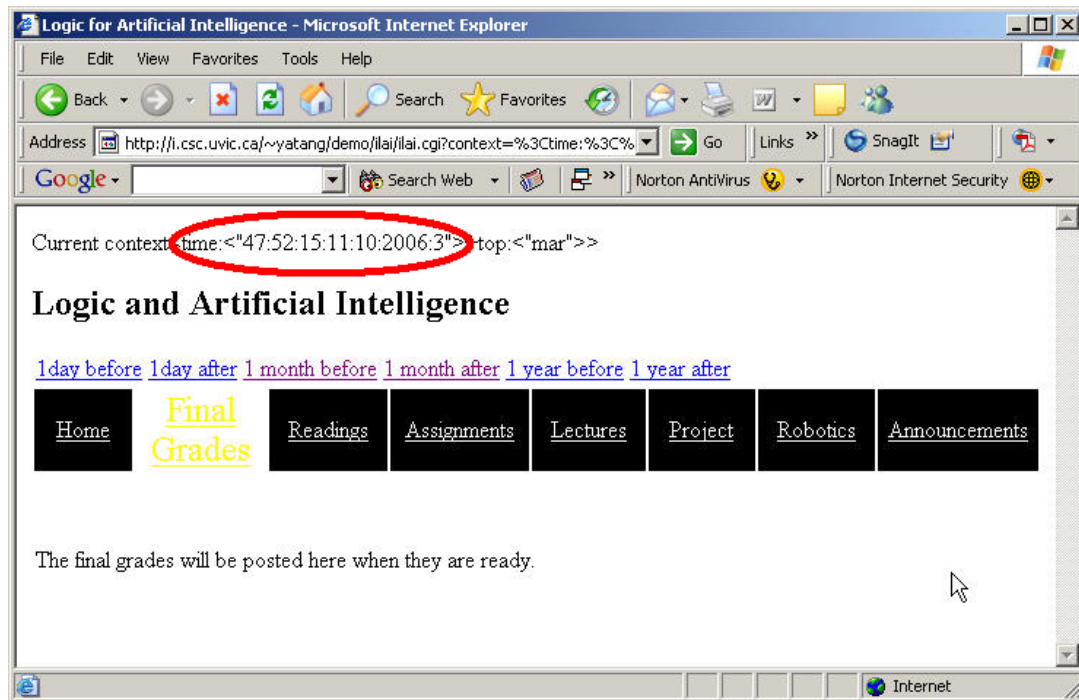 Logic for Artificial Intelligence - Microsoft Internet Explorer
File Edit View Favorites Tools Help
Back Search Favorites
Address http://i.csc.uvic.ca/~yatang/demo/ilai/ilai.cgi?context=%3Ctime:%3C% Go Links » SnagIt
Google Search Web » Norton AntiVirus Norton Internet Security
Current context time:<"47:52:15:11:10:2006:3"> top:<"mar">>
Logic and Artificial Intelligence
1day before 1day after 1 month before 1 month after 1 year before 1 year after
Home Final Grades Readings Assignments Lectures Project Robotics Announcements
The final grades will be posted here when they are ready.
Internet